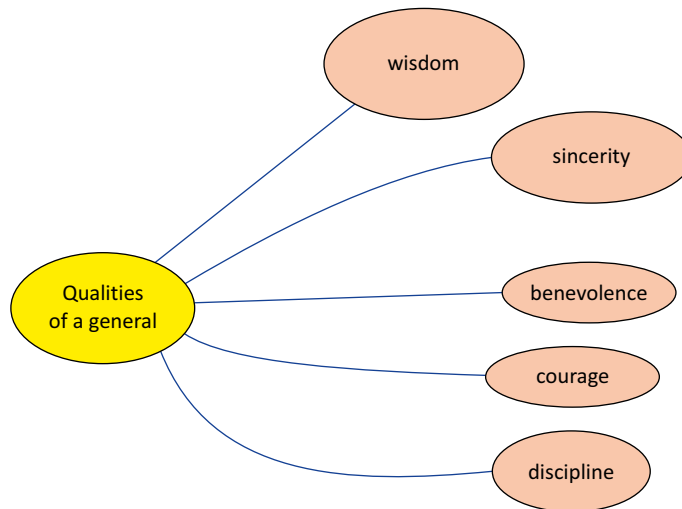 wisdom
sincerity
Qualities
of a general
benevolence
courage
discipline